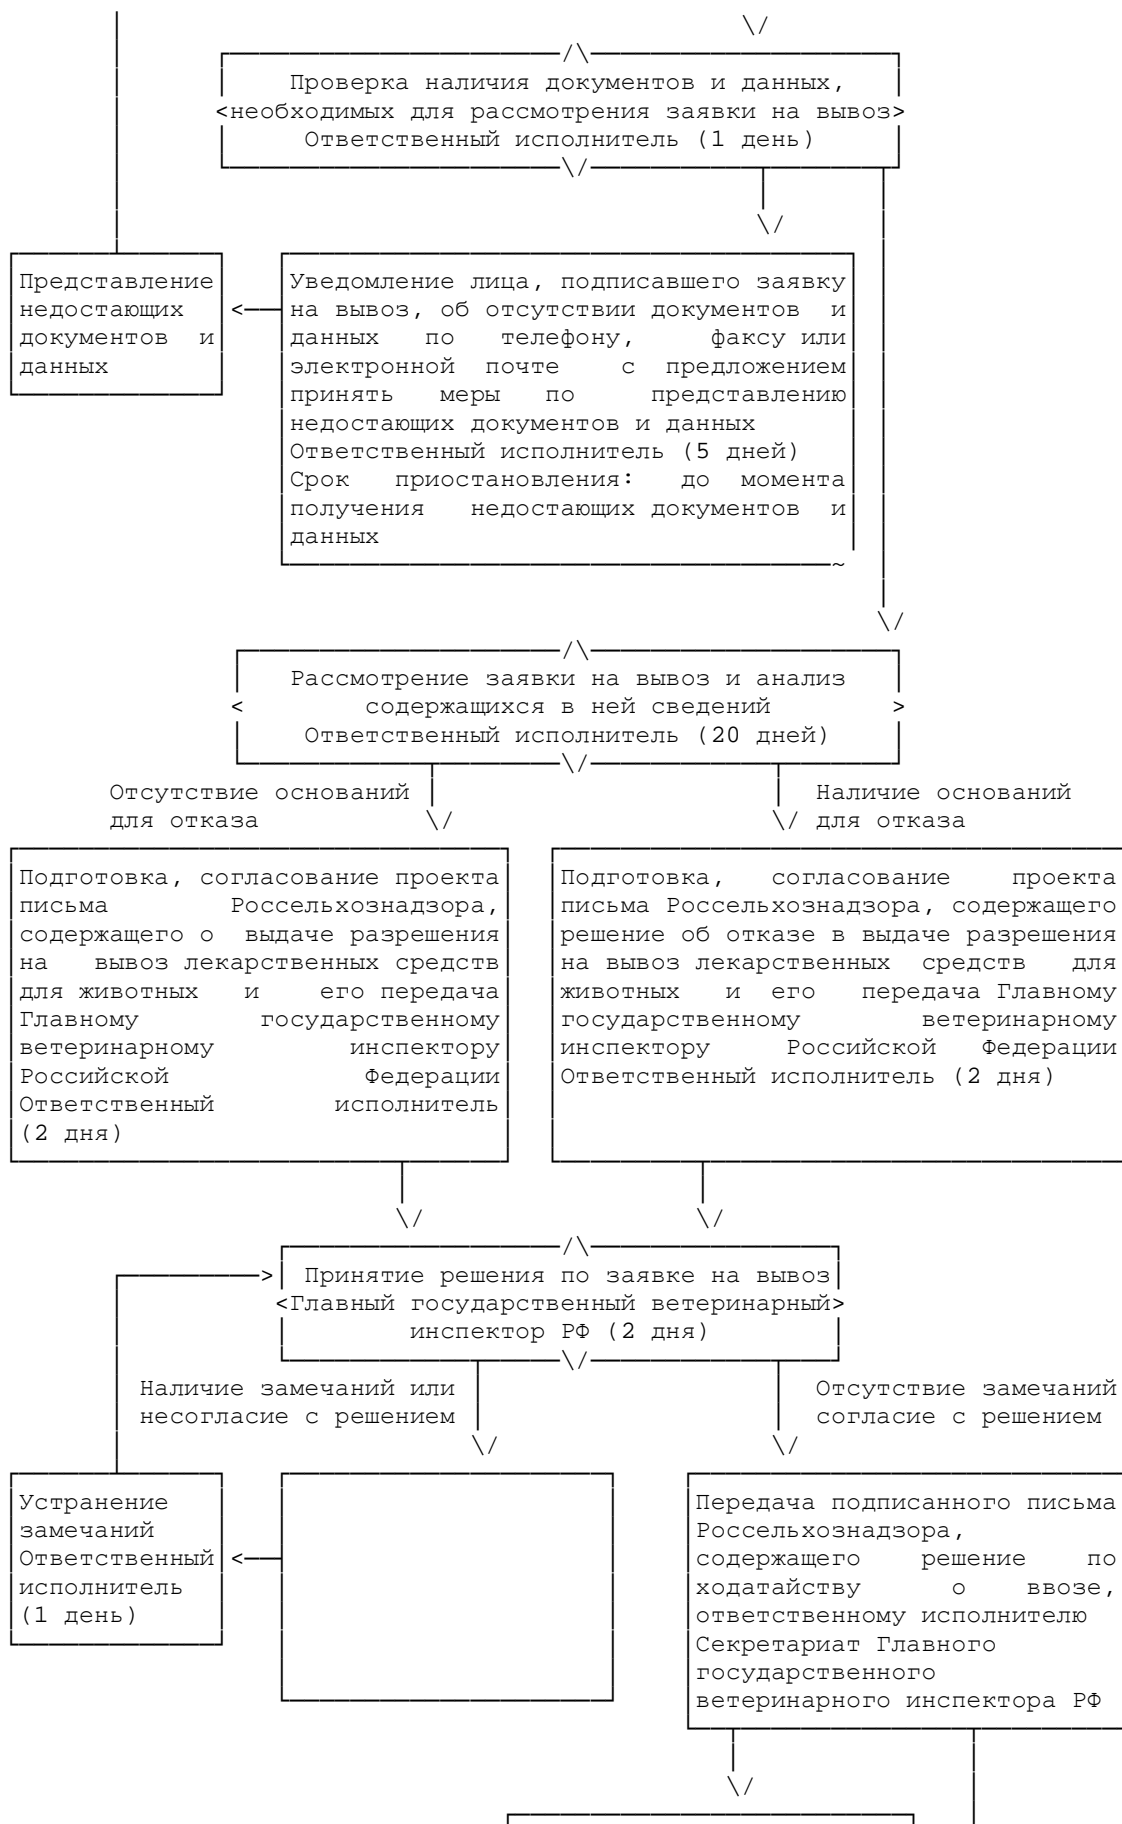 Проверка наличия документов и данных,
необходимых для рассмотрения заявки на вывоз
Ответственный исполнитель (1 день)
Представление
недостающих
документов и
данных
Уведомление лица, подписавшего заявку
на вывоз, об отсутствии документов и
данных по телефону, факсу или
электронной почте с предложением
принять меры по представлению
недостающих документов и данных
Ответственный исполнитель (5 дней)
Срок приостановления: до момента
получения недостающих документов и
данных
Рассмотрение заявки на вывоз и анализ
содержащихся в ней сведений
Ответственный исполнитель (20 дней)
Отсутствие оснований
для отказа
Наличие оснований
для отказа
Подготовка, согласование проекта
письма Россельхознадзора,
содержащего о выдаче разрешения
на вывоз лекарственных средств
для животных и его передача
Главному государственному
ветеринарному инспектору
Российской Федерации
Ответственный исполнитель
(2 дня)
Подготовка, согласование проекта
письма Россельхознадзора, содержащего
решение об отказе в выдаче разрешения
на вывоз лекарственных средств для
животных и его передача Главному
государственному ветеринарному
инспектору Российской Федерации
Ответственный исполнитель (2 дня)
Принятие решения по заявке на вывоз
Главный государственный ветеринарный
инспектор РФ (2 дня)
Наличие замечаний или
несогласие с решением
Отсутствие замечаний
согласие с решением
Устранение
замечаний
Ответственный
исполнитель
(1 день)
Передача подписанного письма
Россельхознадзора,
содержащего решение по
ходатайству о ввозе,
ответственному исполнителю
Секретариат Главного
государственного
ветеринарного инспектора РФ